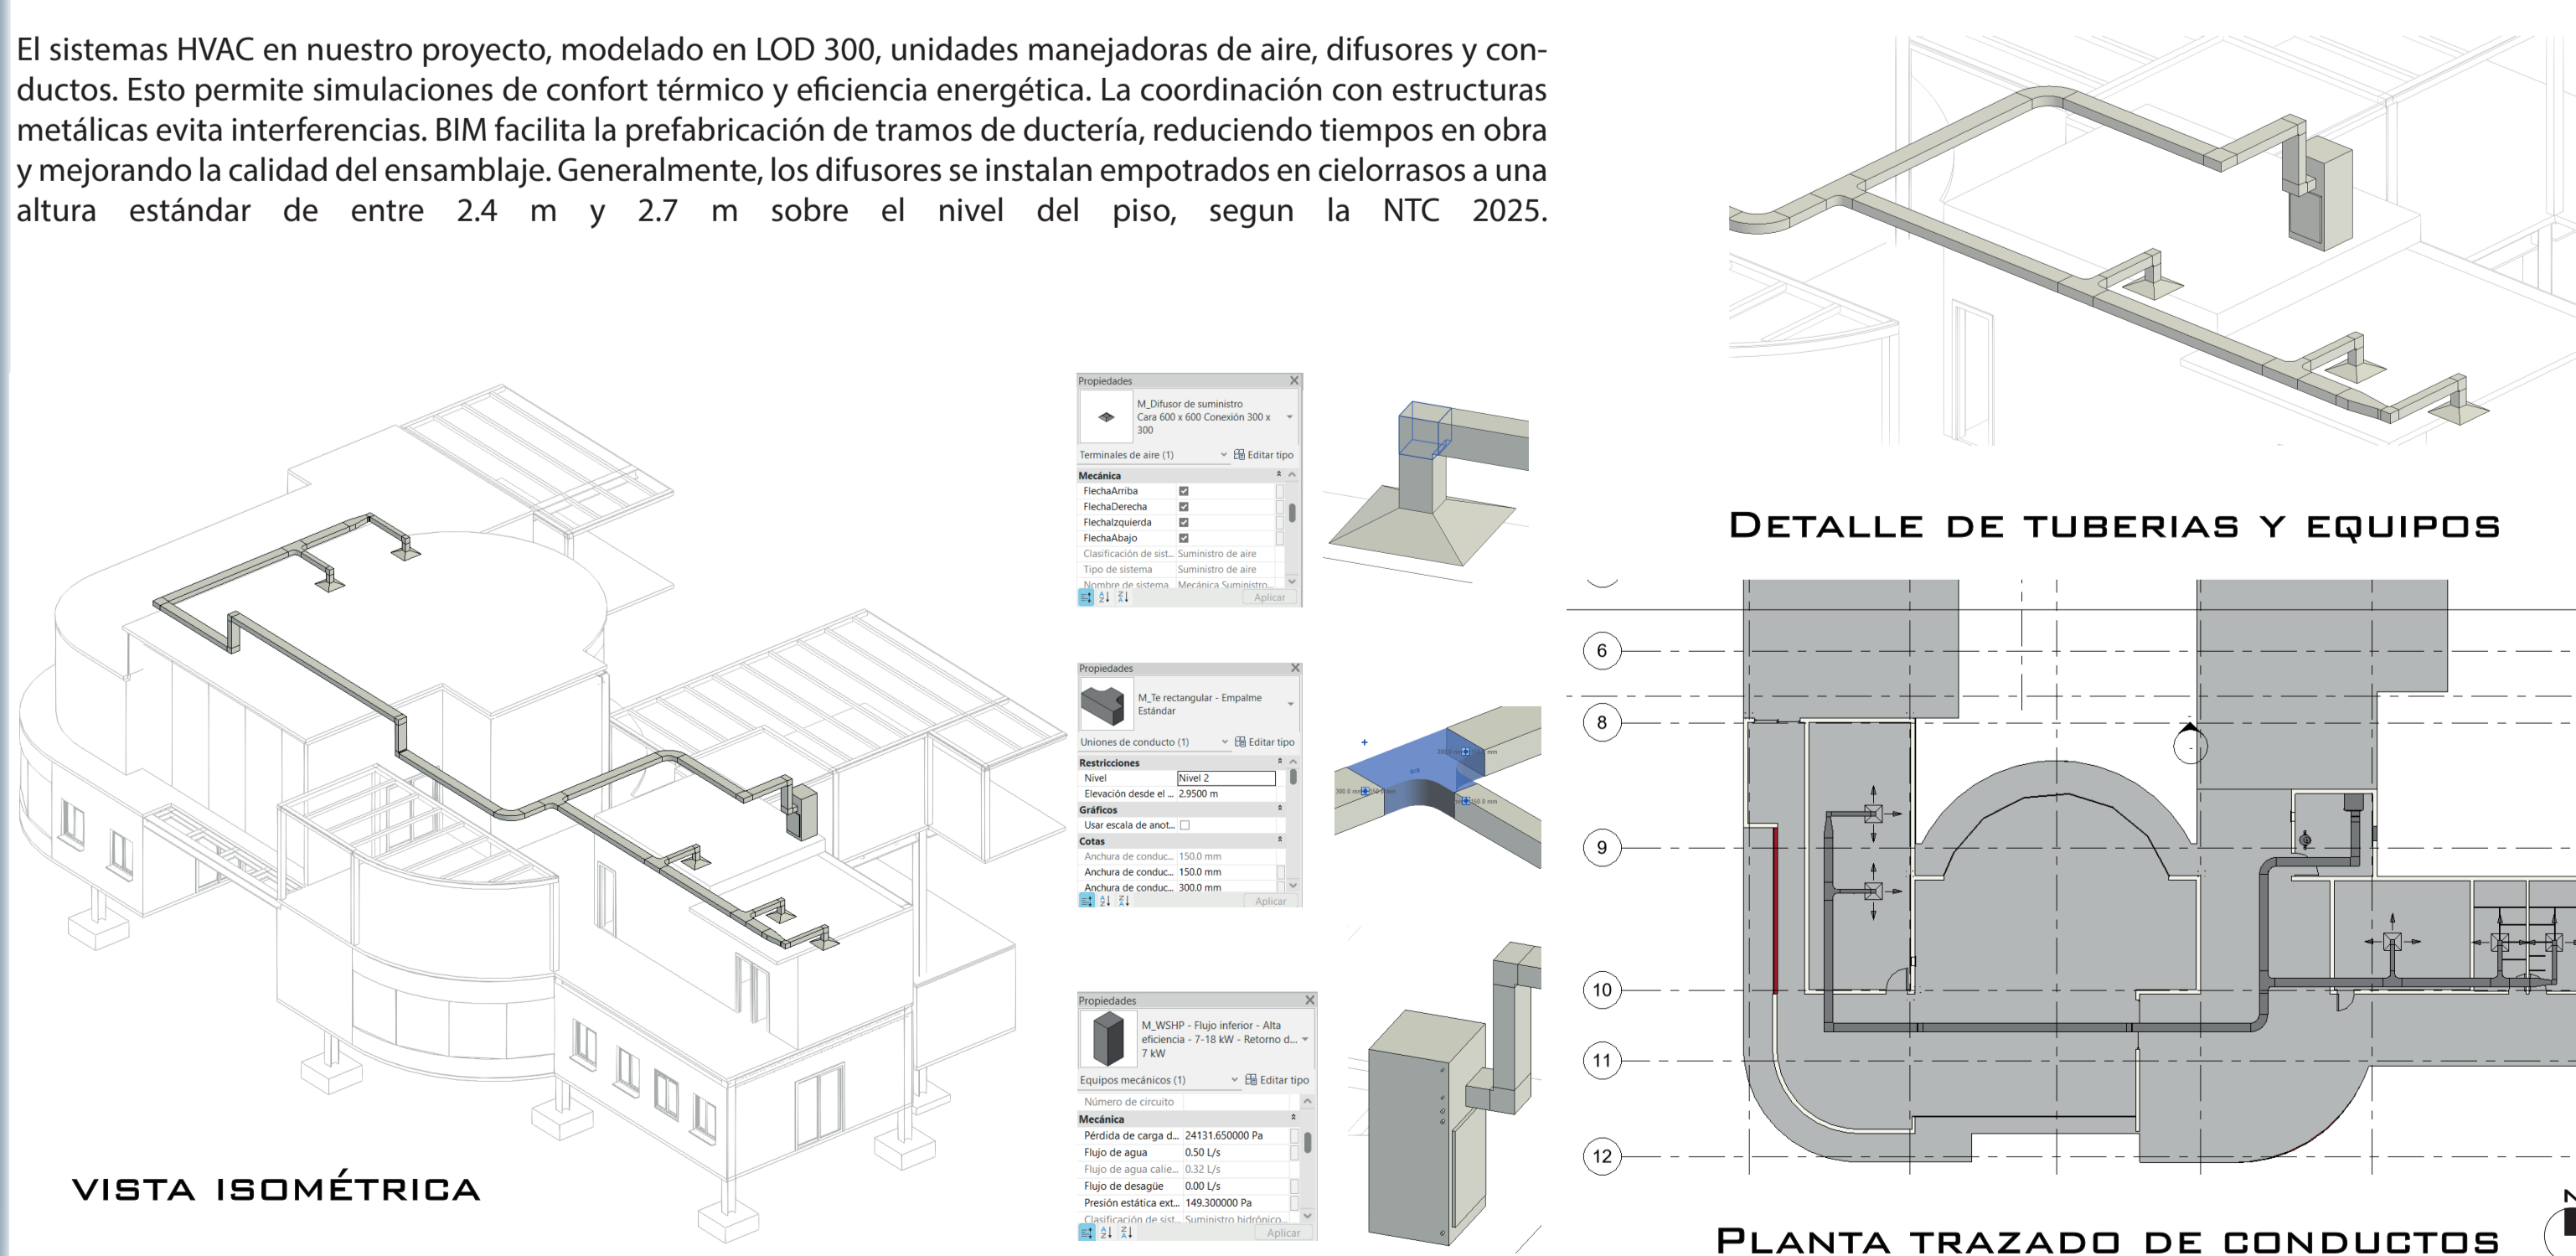 El sistemas HVAC en nuestro proyecto, modelado en LOD 300, unidades manejadoras de aire, difusores y con-
ductos. Esto permite simulaciones de confort térmico y eficiencia energética. La coordinación con estructuras
metálicas evita interferencias. BIM facilita la prefabricación de tramos de ductería, reduciendo tiempos en obra
y mejorando la calidad del ensamblaje. Generalmente, los difusores se instalan empotrados en cielorrasos a una
altura estándar de entre 2.4 m y 2.7 m sobre el nivel del piso, segun la NTC 2025.
VISTA ISOMÉTRICA
Propiedades
M_Difusor de suministro
Cara 600 x 600 Conexión 300 x
300
Terminales de aire (1)
Editar tipo
Mecánica
FlechaArriba
FlechaDerecha
FlechaIzquierda
FlechaAbajo
Clasificación de sist... Suministro de aire
Tipo de sistema Suministro de aire
Nombre de sistema Mecánica Suministro...
Aplicar
Propiedades
M_Te rectangular - Empalme
Estándar
Uniones de conducto (1)
Editar tipo
Restricciones
Nivel Nivel 2
Elevación desde el ... 2.9500 m
Gráficos
Usar escala de anot...
Cotas
Anchura de conduc... 150.0 mm
Anchura de conduc... 150.0 mm
Anchura de conduc... 300.0 mm
Aplicar
Propiedades
M_WSHP - Flujo inferior - Alta
eficiencia - 7-18 kW - Retorno d...
7 kW
Equipos mecánicos (1)
Editar tipo
Número de circuito
Mecánica
Pérdida de carga d... 24131.650000 Pa
Flujo de agua 0.50 L/s
Flujo de agua calie... 0.32 L/s
Flujo de desagüe 0.00 L/s
Presión estática ext... 149.300000 Pa
Clasificación de sist... Suministro hidrónico...
Aplicar
DETALLE DE TUBERIAS Y EQUIPOS
6
8
9
10
11
12
N
PLANTA TRAZADO DE CONDUCTOS